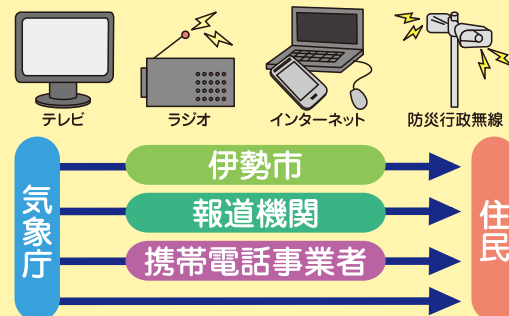 テレビ
ラジオ
インターネット
防災行政無線
気象庁
伊勢市
報道機関
携帯電話事業者
住民